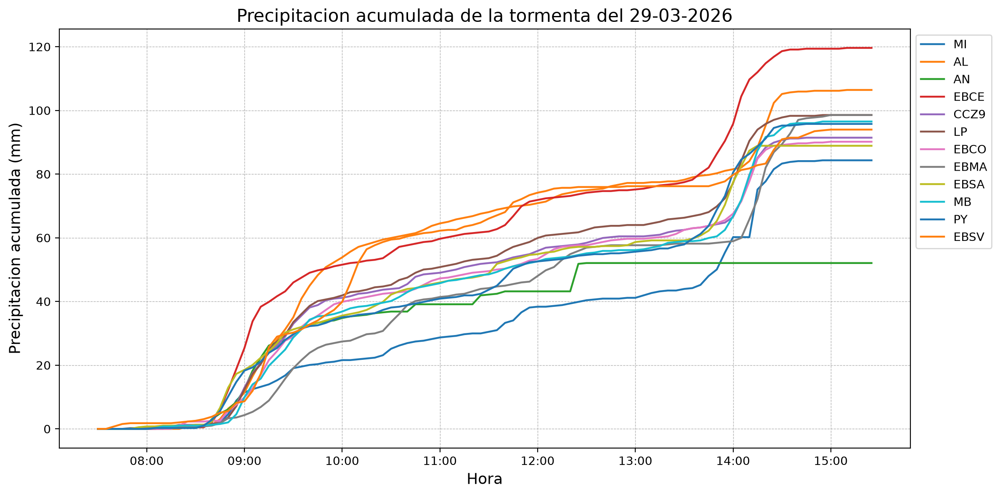 Precipitacion acumulada de la tormenta del 29-03-2026
Precipitacion acumulada (mm)
120
100
80
60
40
20
0
08:00
09:00
10:00
11:00
12:00
13:00
14:00
15:00
Hora
MI
AL
AN
EBCE
CCZ9
LP
EBCO
EBMA
EBSA
MB
PY
EBSV